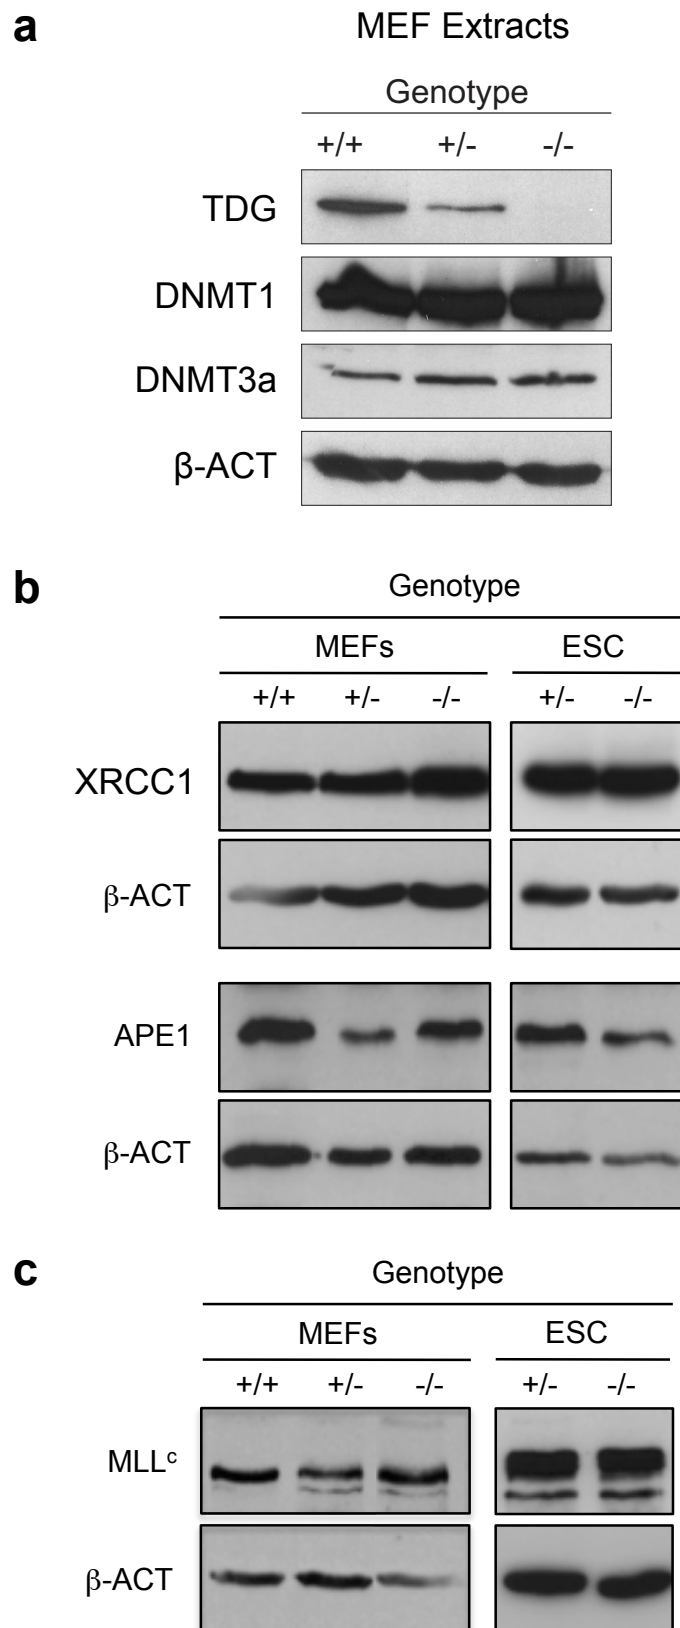 a
MEF Extracts
Genotype
+/+ +/- -/-
TDG
DNMT1
DNMT3a
β-ACT
b
Genotype
MEFs ESC
+/+ +/- -/- +/- -/-
XRCC1
β-ACT
APE1
β-ACT
c
Genotype
MEFs ESC
+/+ +/- -/- +/- -/-
MLLᶜ
β-ACT